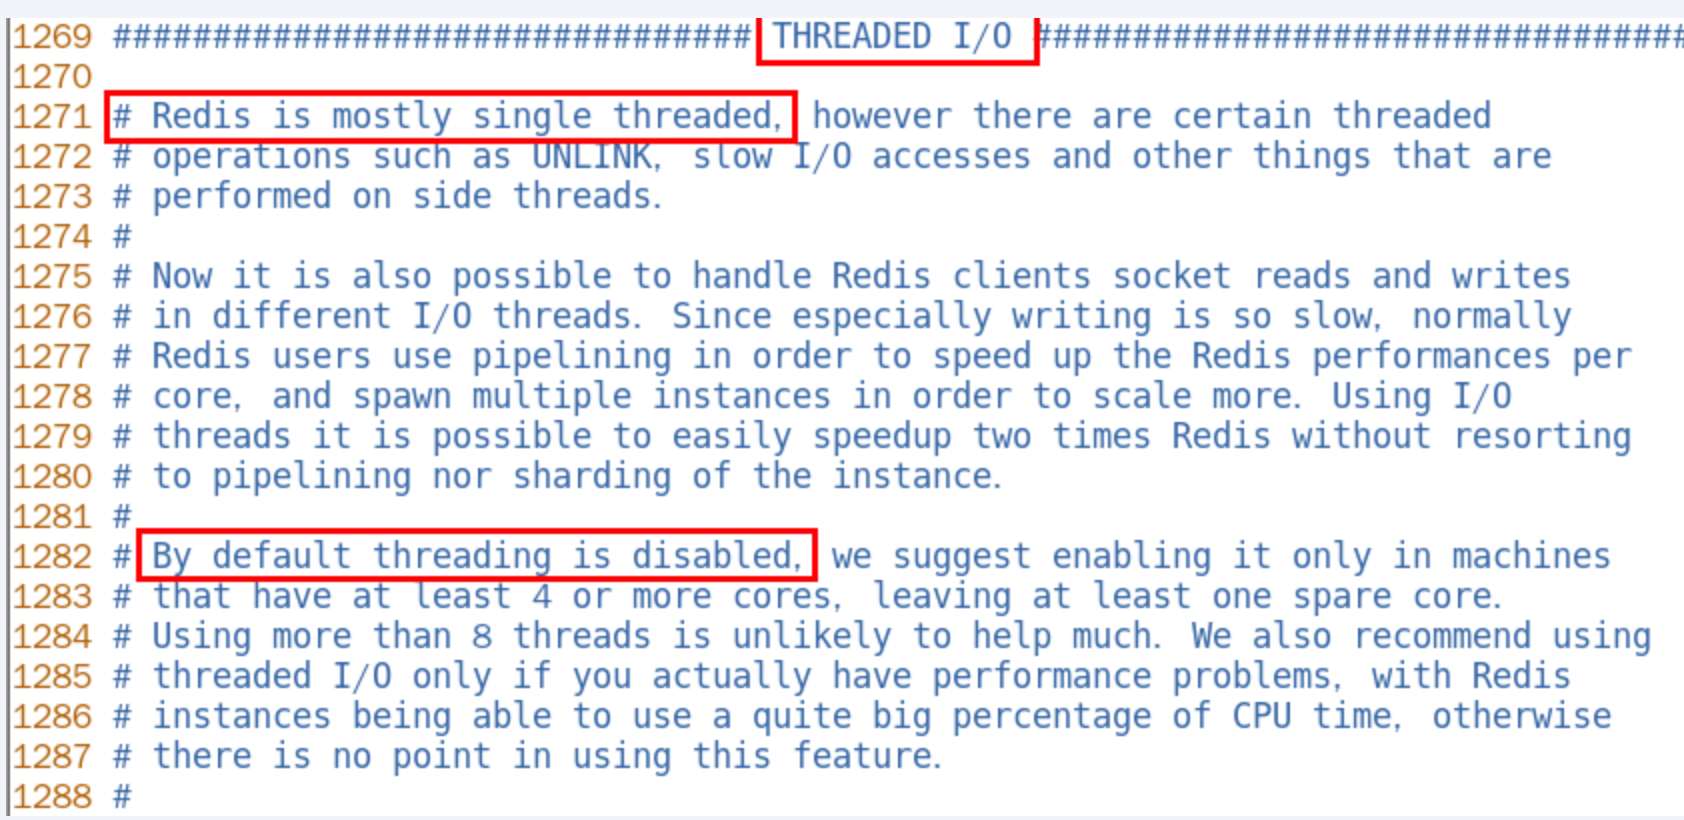 1269 ################################ THREADED I/O #################################
1270
1271 # Redis is mostly single threaded, however there are certain threaded
1272 # operations such as UNLINK, slow I/O accesses and other things that are
1273 # performed on side threads.
1274 #
1275 # Now it is also possible to handle Redis clients socket reads and writes
1276 # in different I/O threads. Since especially writing is so slow, normally
1277 # Redis users use pipelining in order to speed up the Redis performances per
1278 # core, and spawn multiple instances in order to scale more. Using I/O
1279 # threads it is possible to easily speedup two times Redis without resorting
1280 # to pipelining nor sharding of the instance.
1281 #
1282 # By default threading is disabled, we suggest enabling it only in machines
1283 # that have at least 4 or more cores, leaving at least one spare core.
1284 # Using more than 8 threads is unlikely to help much. We also recommend using
1285 # threaded I/O only if you actually have performance problems, with Redis
1286 # instances being able to use a quite big percentage of CPU time, otherwise
1287 # there is no point in using this feature.
1288 #